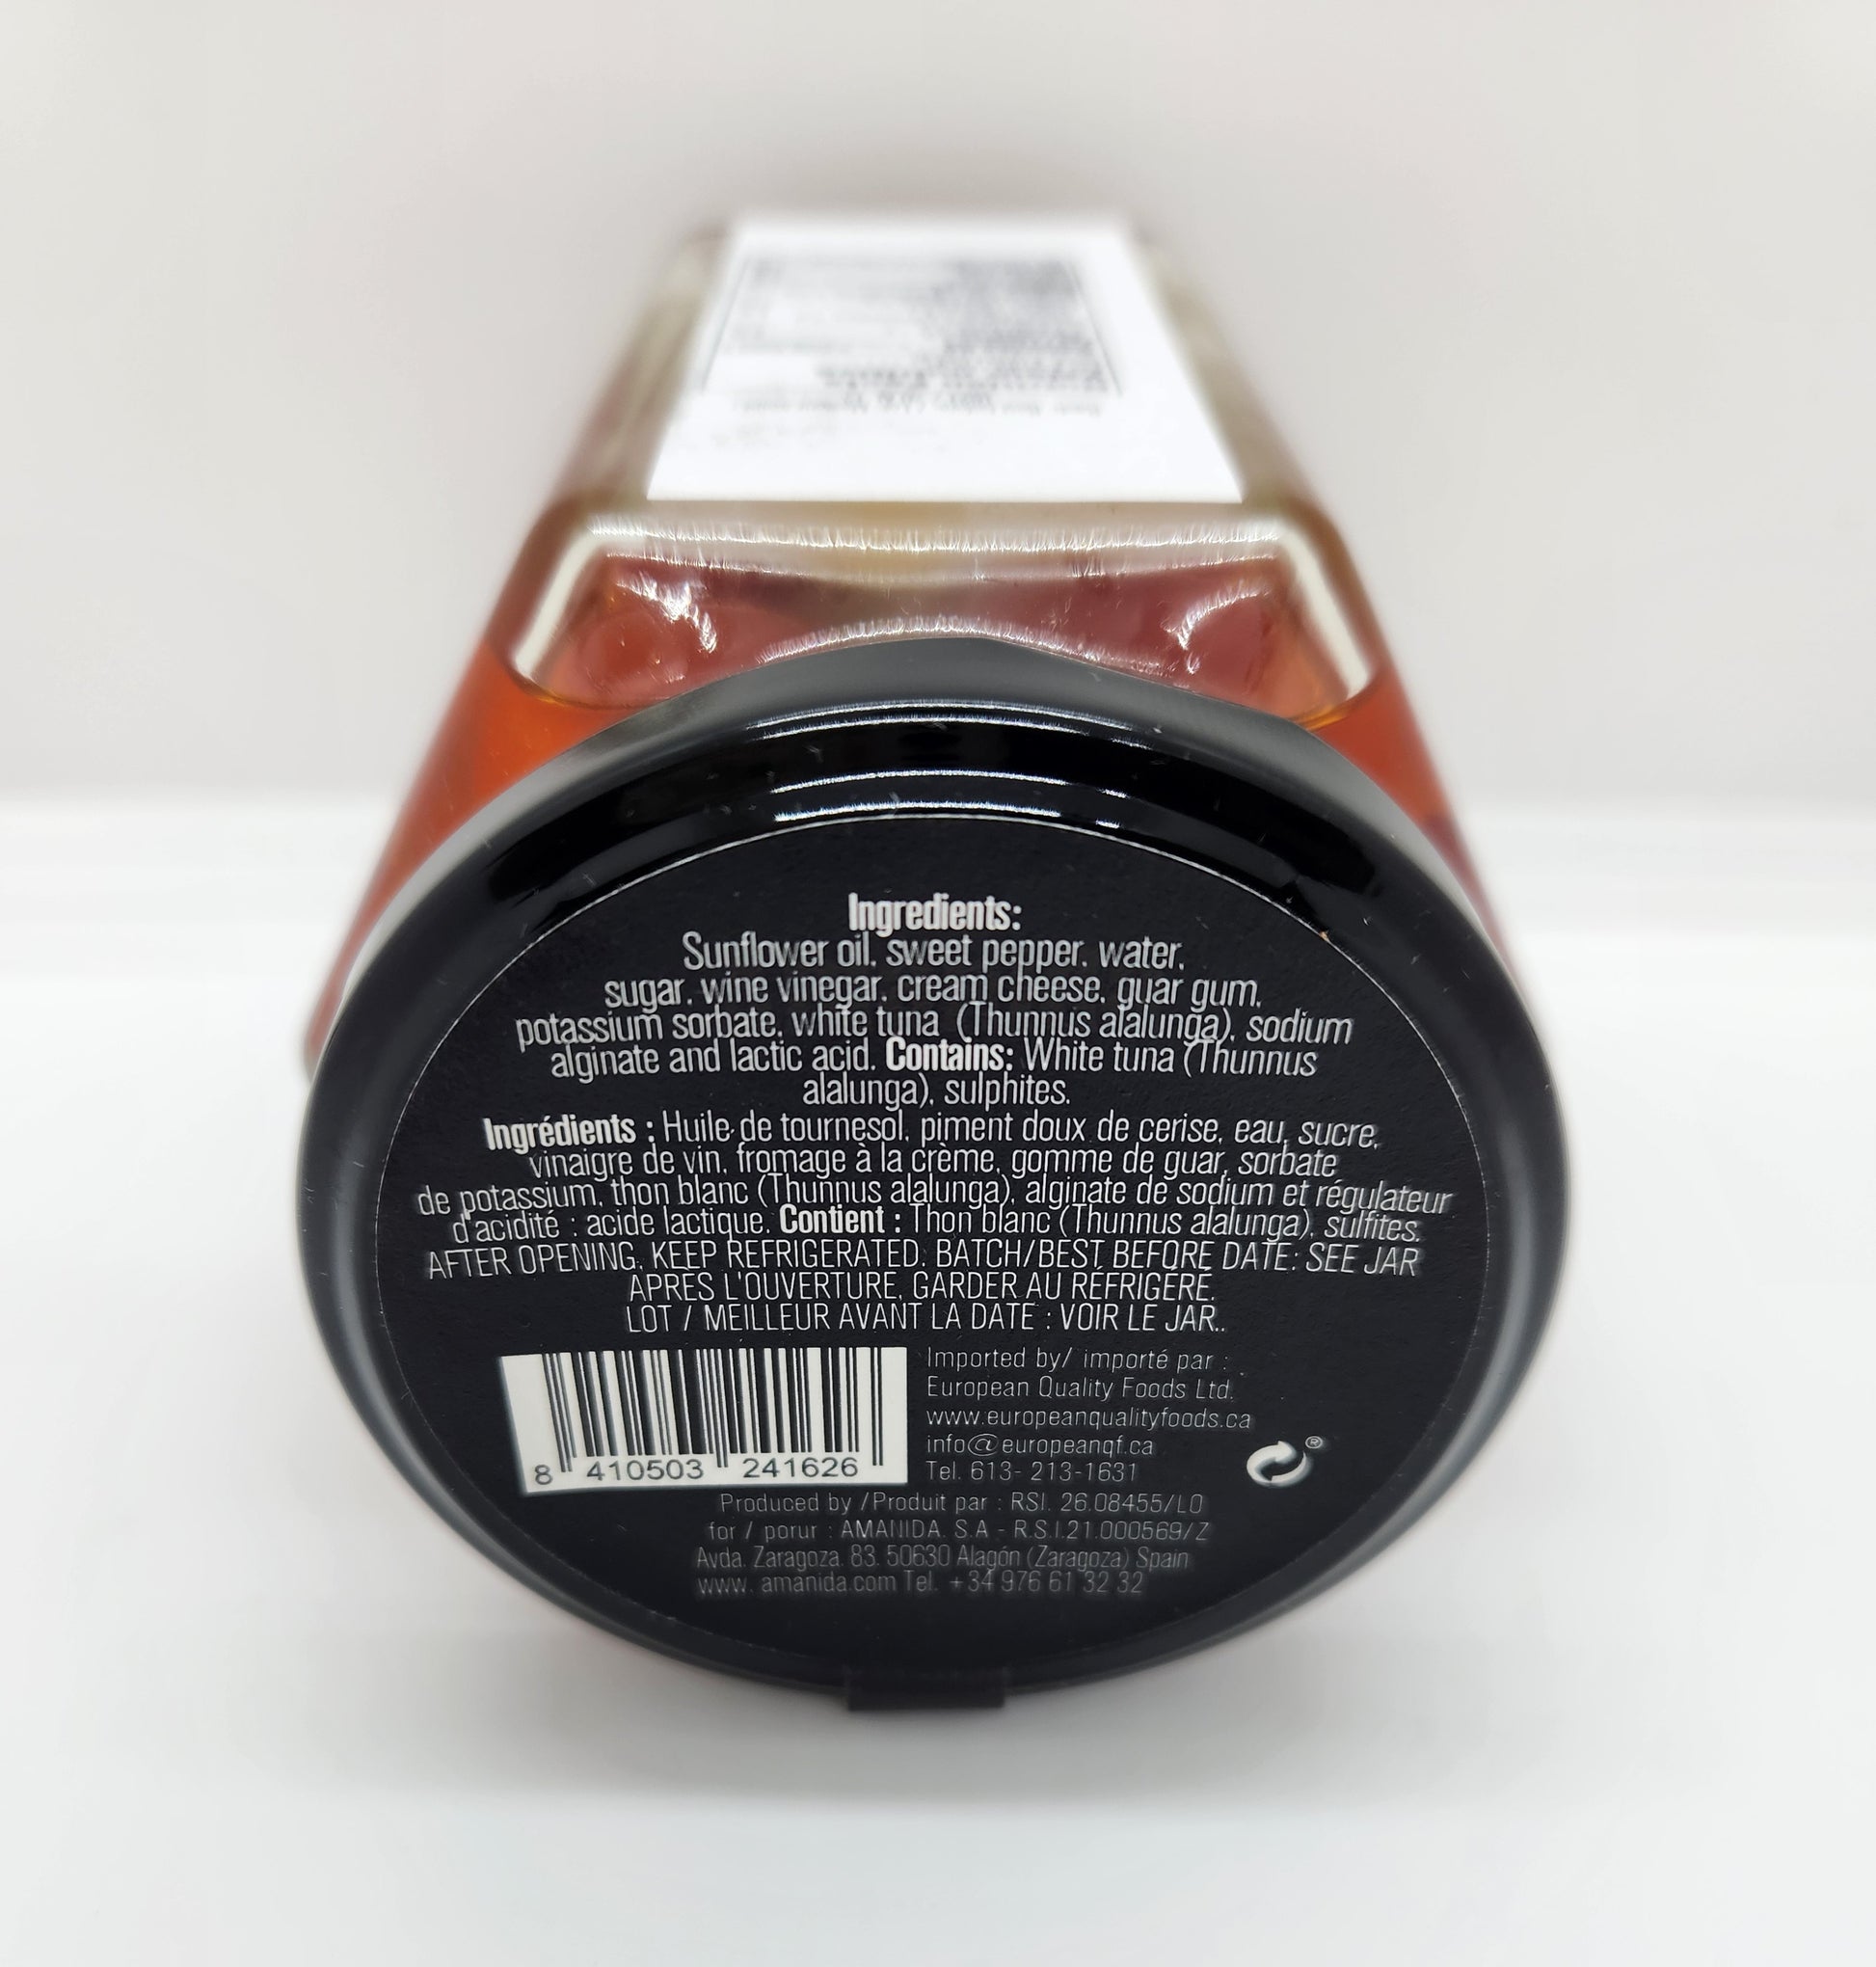 Ingredients:
Sunflower oil, sweet pepper, water,
sugar, wine vinegar, cream cheese, guar gum,
potassium sorbate, white tuna (Thunnus alalunga), sodium
alginate and lactic acid. Contains: White tuna (Thunnus
alalunga), sulphites.
Ingrédients : Huile de tournesol, piment doux de cerise, eau, sucre,
vinaigre de vin, fromage à la crème, gomme de guar, sorbate
de potassium, thon blanc (Thunnus alalunga), alginate de sodium et régulateur
d'acidité : acide lactique. Contient : Thon blanc (Thunnus alalunga), sulfites.
AFTER OPENING, KEEP REFRIGERATED. BATCH/BEST BEFORE DATE: SEE JAR
APRÈS L'OUVERTURE, GARDER AU RÉFRIGÉRÉ.
LOT / MEILLEUR AVANT LA DATE : VOIR LE JAR..
Imported by/ importé par :
European Quality Foods Ltd.
www.europeanqualityfoods.ca
info@europeanqf.ca
Tel. 613- 213-1631
8 410503 241626
Produced by /Produit par : RSI. 26.08455/LO
for / porur : AMANIDA. S.A - R.S.I.21.000569/Z
Avda. Zaragoza. 83. 50630 Alagón (Zaragoza) Spain
www. amanida.com Tel. +34 976 61 32 32